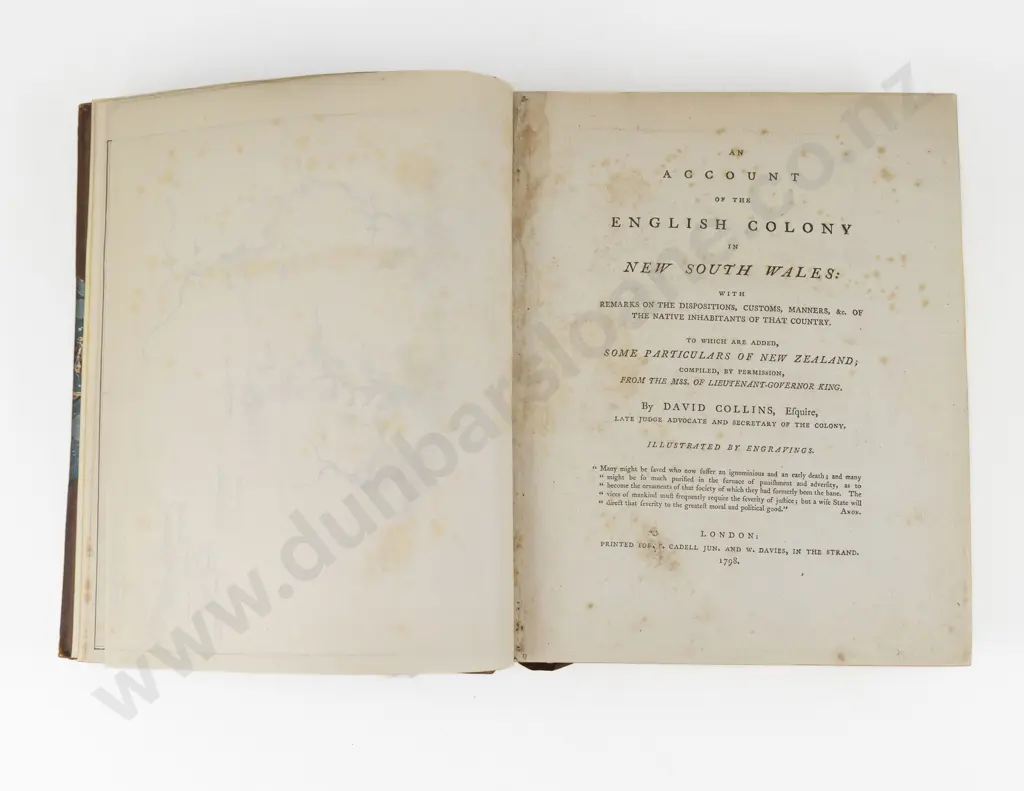 AN
ACCOUNT
OF THE
ENGLISH COLONY
IN
NEW SOUTH WALES:
WITH
REMARKS ON THE DISPOSITIONS, CUSTOMS, MANNERS, &c. OF
THE NATIVE INHABITANTS OF THAT COUNTRY.
TO WHICH ARE ADDED,
SOME PARTICULARS OF NEW ZEALAND;
COMPILED, BY PERMISSION,
FROM THE MSS. OF LIEUTENANT-GOVERNOR KING.
By DAVID COLLINS, Eſquire,
LATE JUDGE ADVOCATE AND SECRETARY OF THE COLONY.
ILLUSTRATED BY ENGRAVINGS.
“ Many might be ſaved who now ſuffer an ignominious and an early death; and many
“ might be ſo much purified in the furnace of puniſhment and adverſity, as to
“ become the ornaments of that ſociety of which they had formerly been the bane. The
“ vices of mankind muſt frequently require the ſeverity of juſtice; but a wiſe State will
“ direct that ſeverity to the greateſt moral and political good.”
ANON.
LONDON:
PRINTED FOR T. CADELL JUN. AND W. DAVIES, IN THE STRAND.
1798.
www.dunbarsloane.co.nz